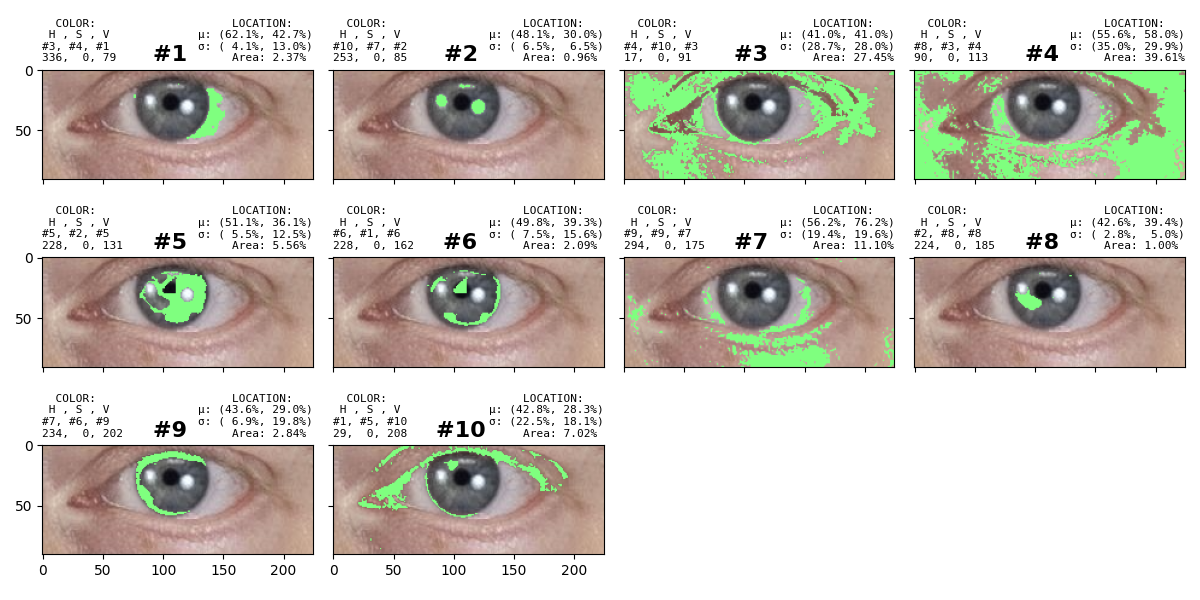 COLOR: LOCATION:
H , S , V μ: (62.1%, 42.7%)
#3, #4, #1 σ: ( 4.1%, 13.0%)
336, 0, 79 #1 Area: 2.37%
COLOR: LOCATION:
H , S , V μ: (48.1%, 30.0%)
#10, #7, #2 σ: ( 6.5%, 6.5%)
253, 0, 85 #2 Area: 0.96%
COLOR: LOCATION:
H , S , V μ: (41.0%, 41.0%)
#4, #10, #3 σ: (28.7%, 28.0%)
17, 0, 91 #3 Area: 27.45%
COLOR: LOCATION:
H , S , V μ: (55.6%, 58.0%)
#8, #3, #4 σ: (35.0%, 29.9%)
90, 0, 113 #4 Area: 39.61%
0
50
COLOR: LOCATION:
H , S , V μ: (51.1%, 36.1%)
#5, #2, #5 σ: ( 5.5%, 12.5%)
228, 0, 131 #5 Area: 5.56%
COLOR: LOCATION:
H , S , V μ: (49.8%, 39.3%)
#6, #1, #6 σ: ( 7.5%, 15.6%)
228, 0, 162 #6 Area: 2.09%
COLOR: LOCATION:
H , S , V μ: (56.2%, 76.2%)
#9, #9, #7 σ: (19.4%, 19.6%)
294, 0, 175 #7 Area: 11.10%
COLOR: LOCATION:
H , S , V μ: (42.6%, 39.4%)
#2, #8, #8 σ: ( 2.8%, 5.0%)
224, 0, 185 #8 Area: 1.00%
0
50
COLOR: LOCATION:
H , S , V μ: (43.6%, 29.0%)
#7, #6, #9 σ: ( 6.9%, 19.8%)
234, 0, 202 #9 Area: 2.84%
COLOR: LOCATION:
H , S , V μ: (42.8%, 28.3%)
#1, #5, #10 σ: (22.5%, 18.1%)
29, 0, 208 #10 Area: 7.02%
0
50
0 50 100 150 200
0 50 100 150 200